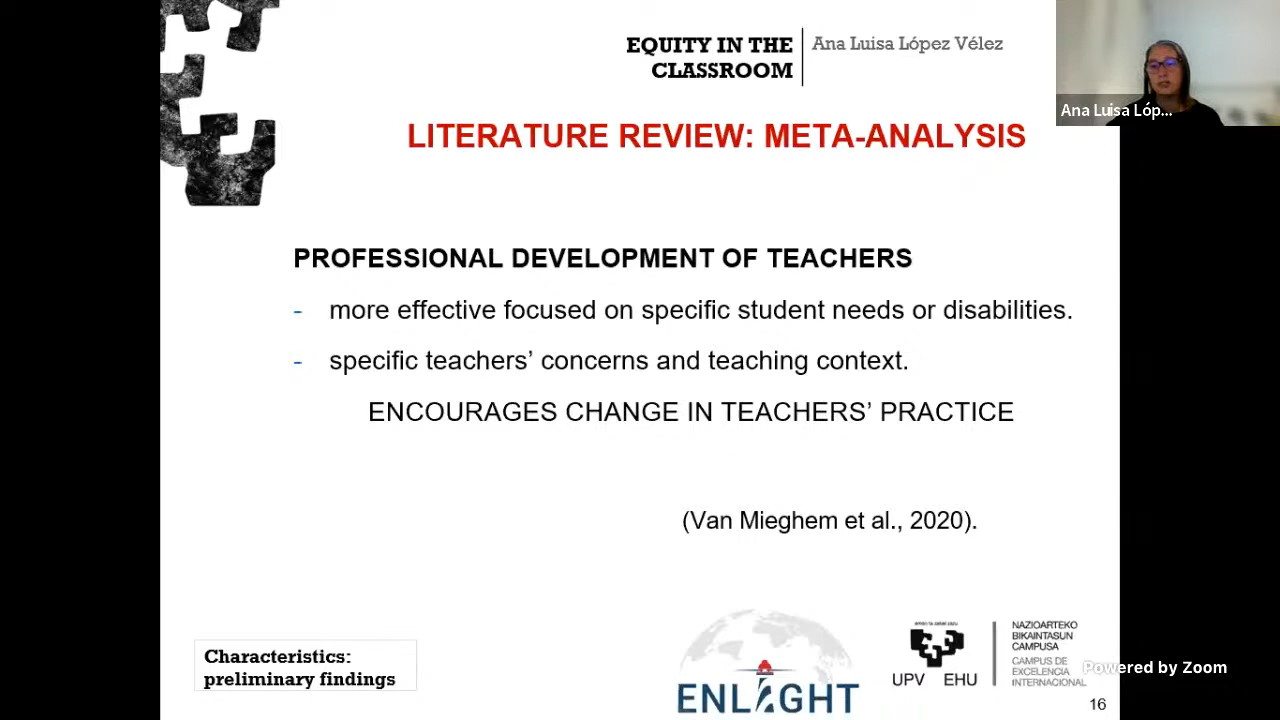 EQUITY IN THE
CLASSROOM
Ana Luisa López Vélez
Ana Luisa Lóp...
LITERATURE REVIEW: META-ANALYSIS
PROFESSIONAL DEVELOPMENT OF TEACHERS
- more effective focused on specific student needs or disabilities.
- specific teachers’ concerns and teaching context.
ENCOURAGES CHANGE IN TEACHERS’ PRACTICE
(Van Mieghem et al., 2020).
Characteristics:
preliminary findings
ENLIGHT
UPV EHU
NAZIOARTEKO
BIKAINTASUN
CAMPUSA
CAMPUS DE
EXCELENCIA
INTERNACIONAL
Powered by Zoom
16